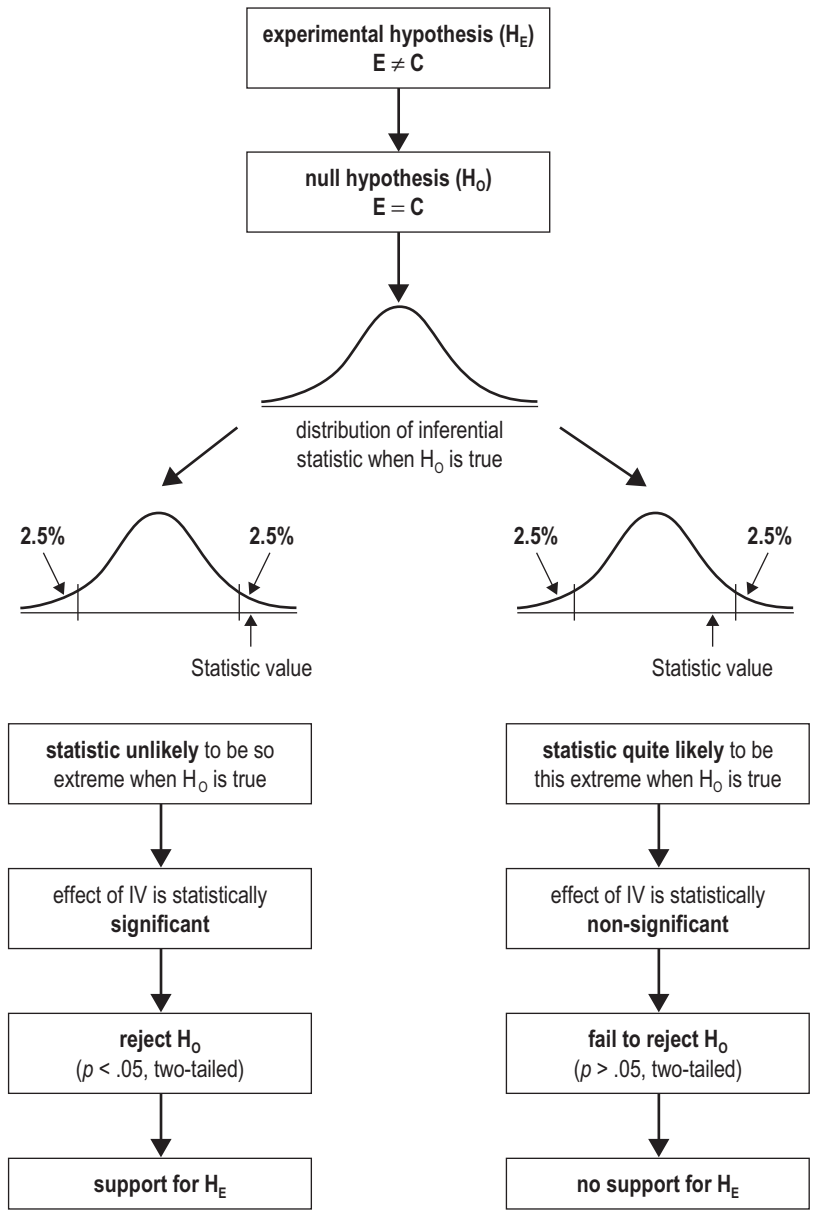 experimental hypothesis (HE)
E ≠ C
null hypothesis (HO)
E = C
distribution of inferential
statistic when HO is true
2.5%
2.5%
Statistic value
statistic unlikely to be so
extreme when HO is true
effect of IV is statistically
significant
reject HO
(p < .05, two-tailed)
support for HE
2.5%
2.5%
Statistic value
statistic quite likely to be
this extreme when HO is true
effect of IV is statistically
non-significant
fail to reject HO
(p > .05, two-tailed)
no support for HE